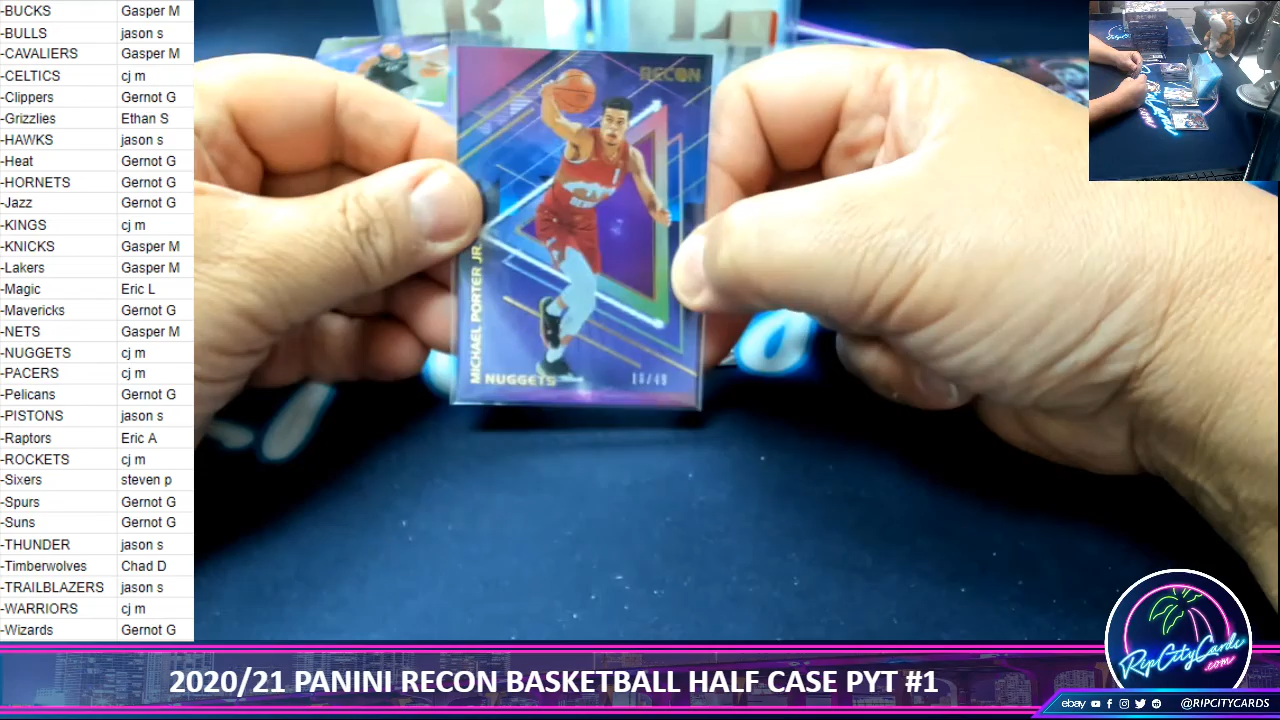 -BUCKS Gasper M
-BULLS jason s
-CAVALIERS Gasper M
-CELTICS cj m
-Clippers Gernot G
-Grizzlies Ethan S
-HAWKS jason s
-Heat Gernot G
-HORNETS Gernot G
-Jazz Gernot G
-KINGS cj m
-KNICKS Gasper M
-Lakers Gasper M
-Magic Eric L
-Mavericks Gernot G
-NETS Gasper M
-NUGGETS cj m
-PACERS cj m
-Pelicans Gernot G
-PISTONS jason s
-Raptors Eric A
-ROCKETS cj m
-Sixers steven p
-Spurs Gernot G
-Suns Gernot G
-THUNDER jason s
-Timberwolves Chad D
-TRAILBLAZERS jason s
-WARRIORS cj m
-Wizards Gernot G
RECON
MICHAEL PORTER JR.
NUGGETS
RipCityCards
.com
2020/21 PANINI RECON BASKETBALL HALF CASE PYT #1
ebay @RIPCITYCARDS